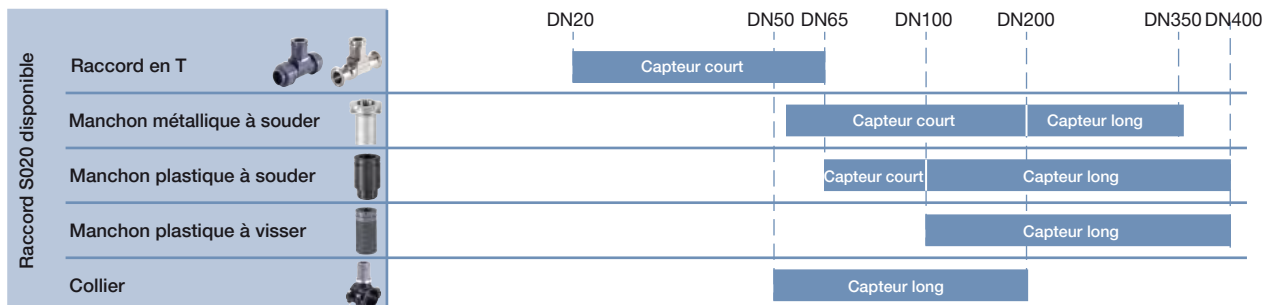 DN20 DN50 DN65 DN100 DN200 DN350 DN400
Raccord S020 disponible
Raccord en T Capteur court
Manchon métallique à souder Capteur court Capteur long
Manchon plastique à souder Capteur court Capteur long
Manchon plastique à visser Capteur long
Collier Capteur long